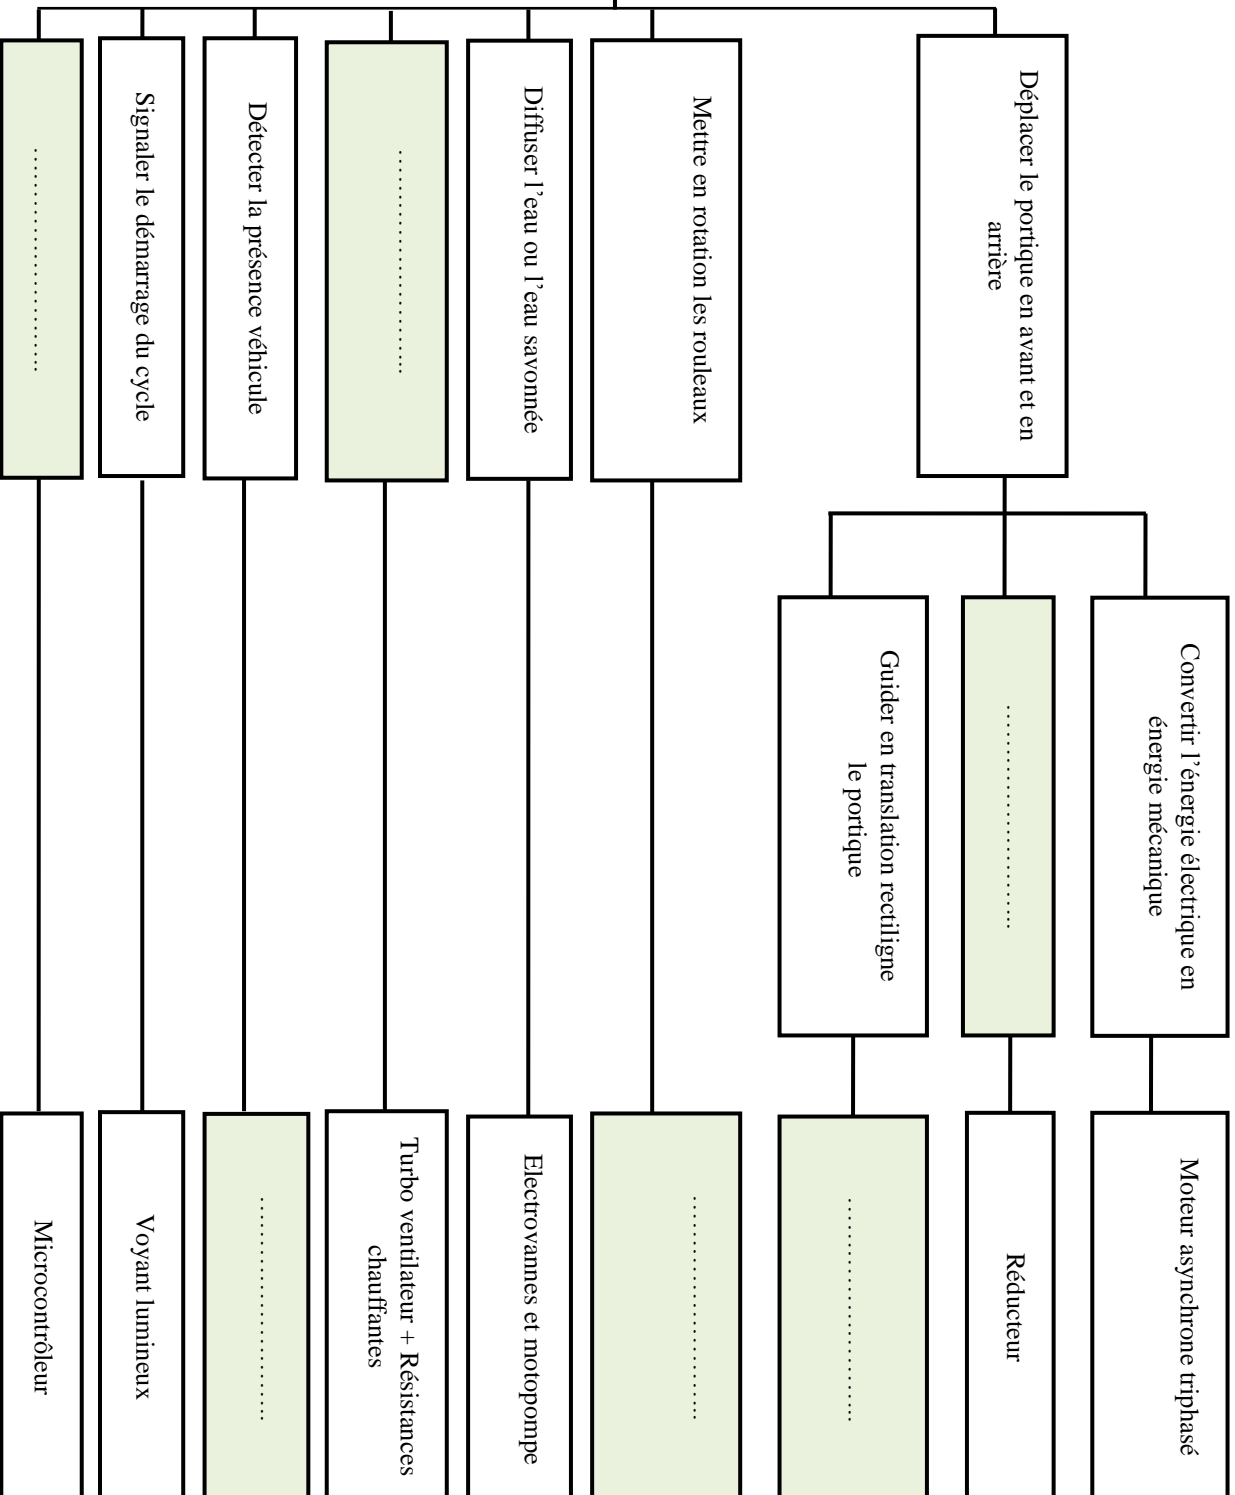 Déplacer le portique en avant et en
arrière
Convertir l'énergie électrique en
énergie mécanique
Moteur asynchrone triphasé
....................................
Réducteur
Guider en translation rectiligne
le portique
....................................
Mettre en rotation les rouleaux
....................................
Diffuser l'eau ou l'eau savonnée
Electrovannes et motopompe
....................................
Turbo ventilateur + Résistances
chauffantes
Détecter la présence véhicule
....................................
Signaler le démarrage du cycle
Voyant lumineux
....................................
Microcontrôleur